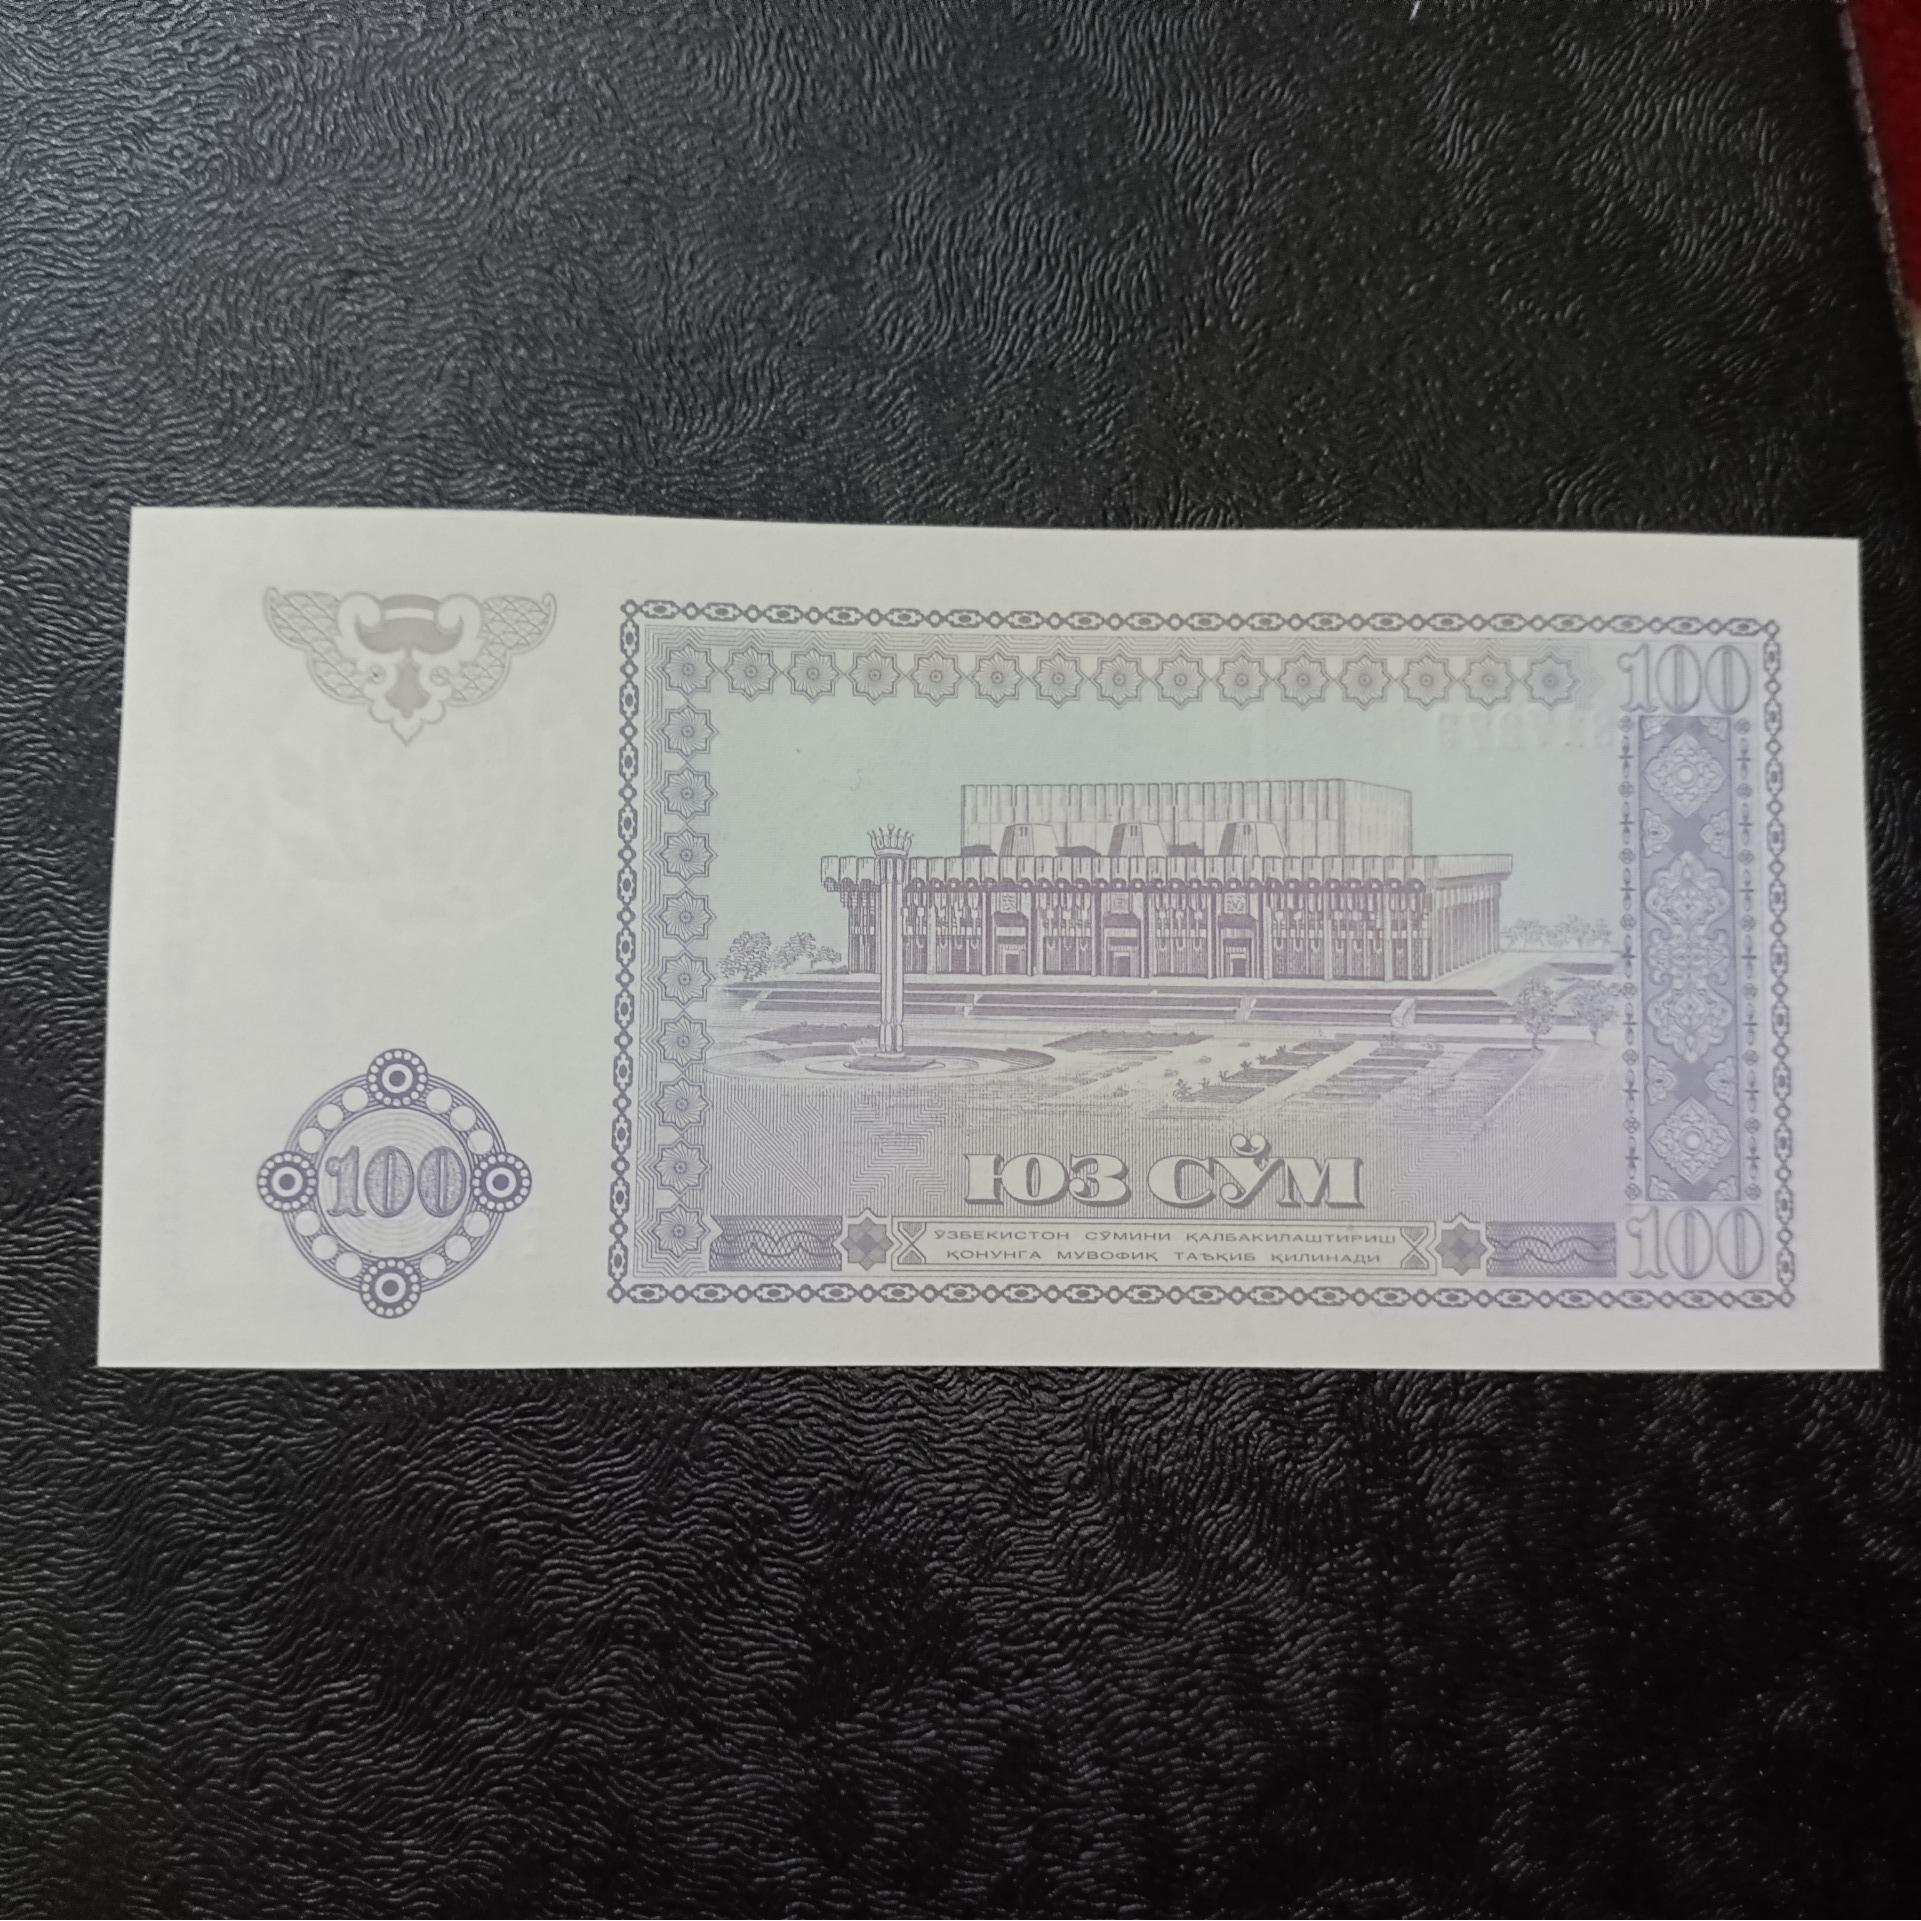 100
100
ЮЗ СЎМ
ЎЗБЕКИСТОН СЎМИНИ ҚАЛБАКИЛАШТИРИШ
ҚОНУНГА МУВОФИҚ ТАЪҚИБ ҚИЛИНАДИ
100